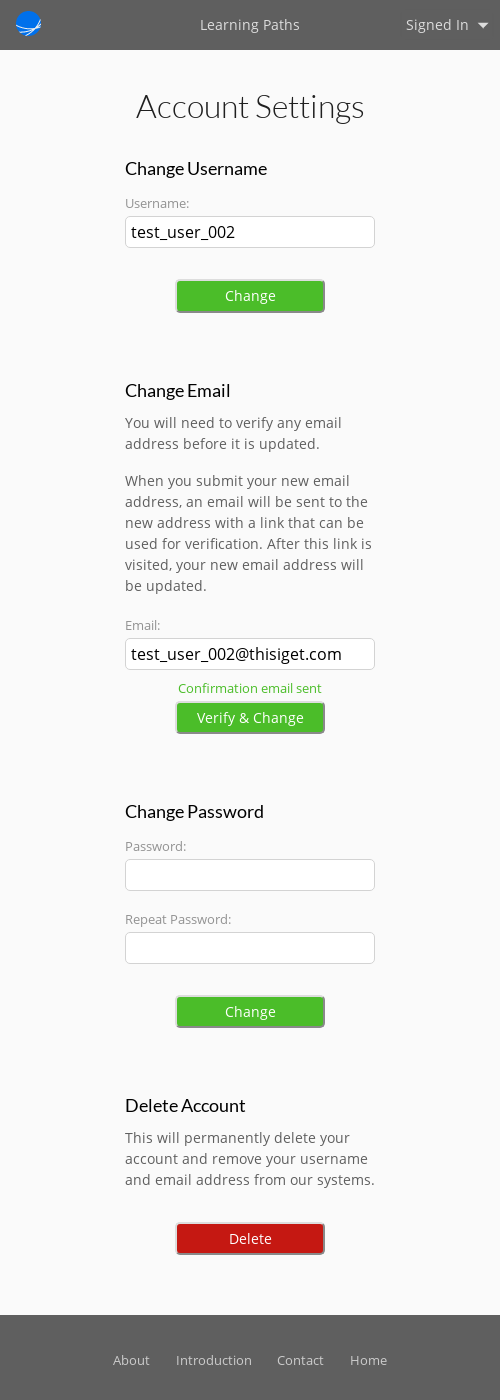 Learning Paths
Signed In
Account Settings
Change Username
Username:
test_user_002
Change
Change Email
You will need to verify any email
address before it is updated.
When you submit your new email
address, an email will be sent to the
new address with a link that can be
used for verification. After this link is
visited, your new email address will
be updated.
Email:
test_user_002@thisiget.com
Confirmation email sent
Verify & Change
Change Password
Password:
Repeat Password:
Change
Delete Account
This will permanently delete your
account and remove your username
and email address from our systems.
Delete
About Introduction Contact Home